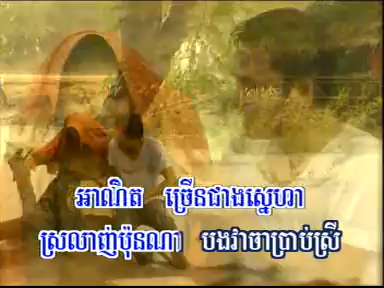 អាណិត ច្រើនជាងស្នេហា
ស្រលាញ់ប៉ុនណា បងវាចាប្រាប់ស្រី